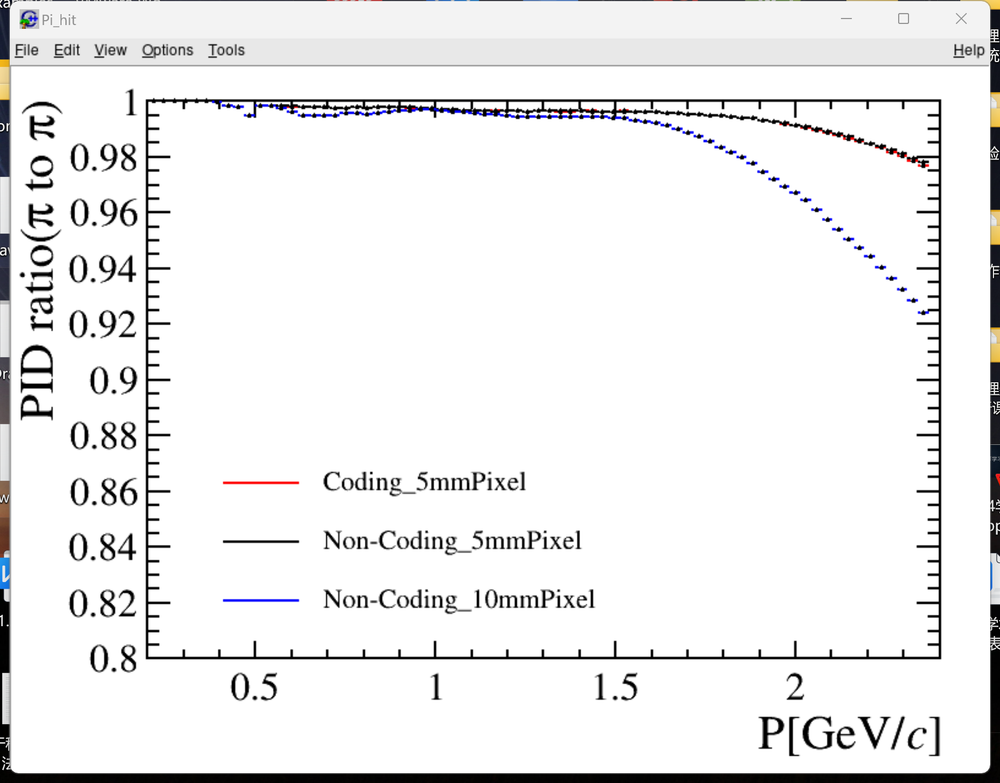 Pi_hit
File Edit View Options Tools Help
PID ratio(π to π)
1
0.98
0.96
0.94
0.92
0.9
0.88
0.86
0.84
0.82
0.8
Coding_5mmPixel
Non-Coding_5mmPixel
Non-Coding_10mmPixel
0.5 1 1.5 2
P[GeV/c]